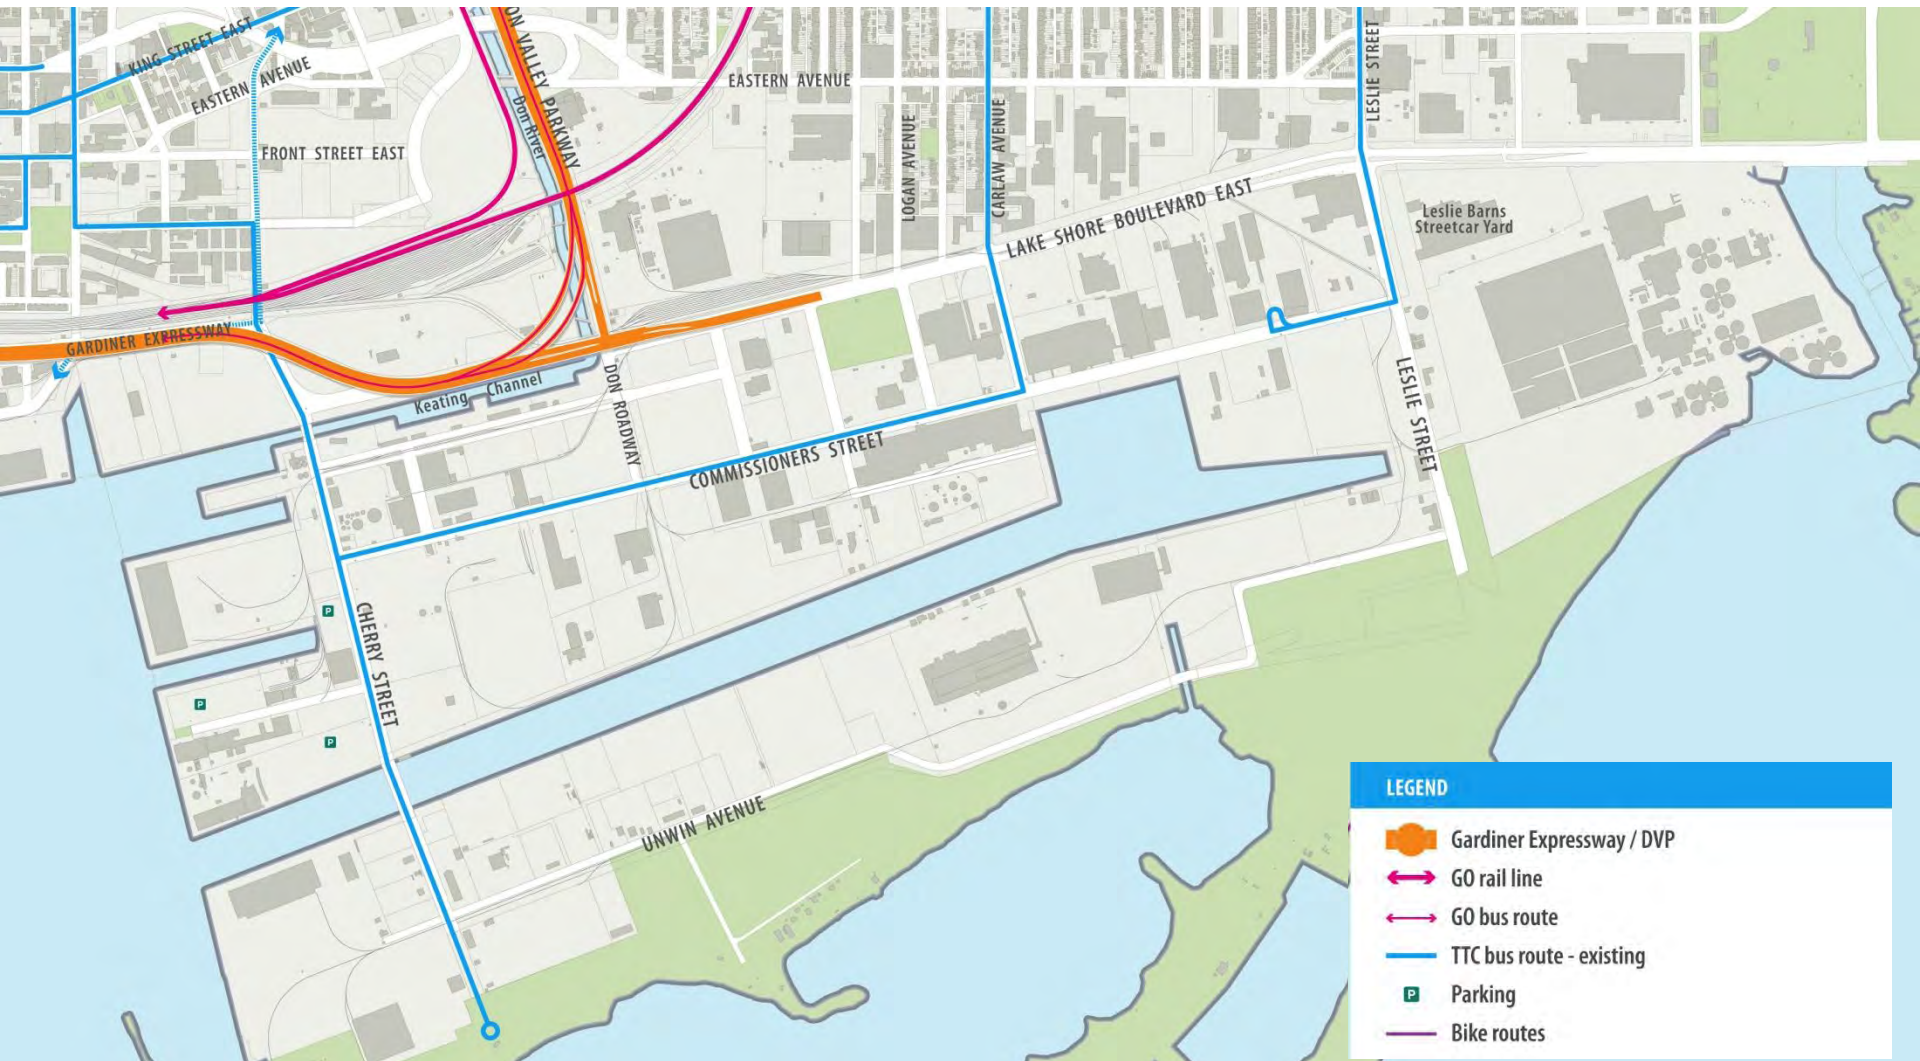 KING STREET EAST
EASTERN AVENUE
DON VALLEY PARKWAY
Don River
EASTERN AVENUE
LESLIE STREET
FRONT STREET EAST
LOGAN AVENUE
CARLAW AVENUE
LAKE SHORE BOULEVARD EAST
Leslie Barns
Streetcar Yard
GARDINER EXPRESSWAY
Keating Channel
DON ROADWAY
LESLIE STREET
COMMISSIONERS STREET
P
CHERRY STREET
P
P
UNWIN AVENUE
LEGEND
Gardiner Expressway / DVP
GO rail line
GO bus route
TTC bus route - existing
P Parking
Bike routes